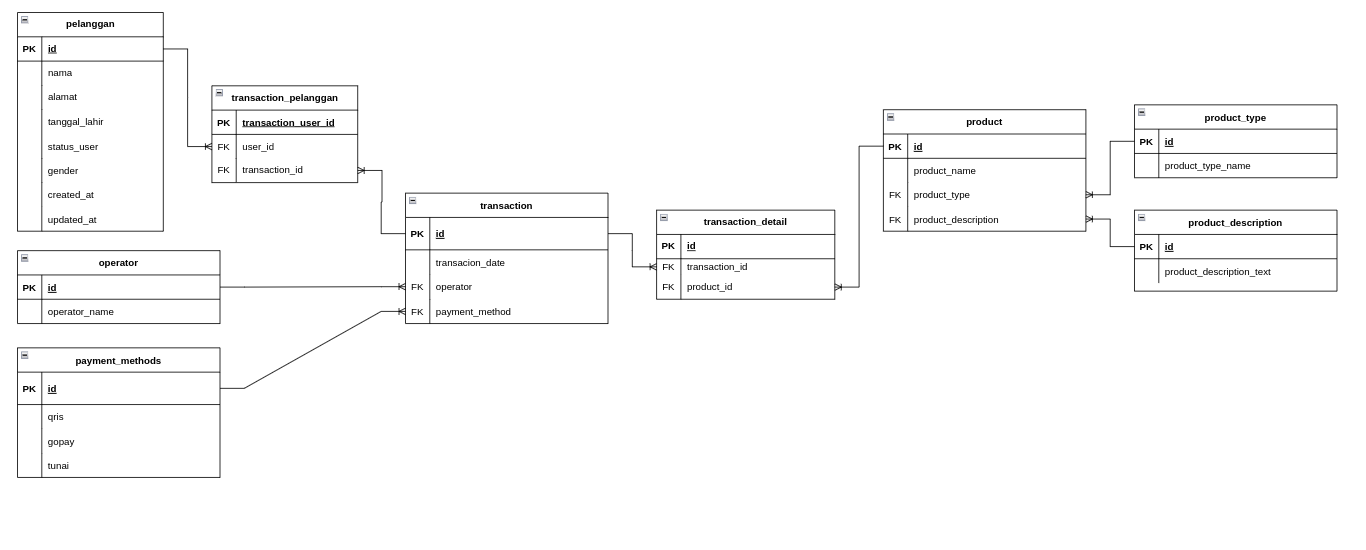 pelanggan
PK id
nama
alamat
tanggal_lahir
status_user
gender
created_at
updated_at
transaction_pelanggan
PK transaction_user_id
FK user_id
FK transaction_id
operator
PK id
operator_name
payment_methods
PK id
qris
gopay
tunai
transaction
PK id
transacion_date
FK operator
FK payment_method
transaction_detail
PK id
FK transaction_id
FK product_id
product
PK id
product_name
FK product_type
FK product_description
product_type
PK id
product_type_name
product_description
PK id
product_description_text